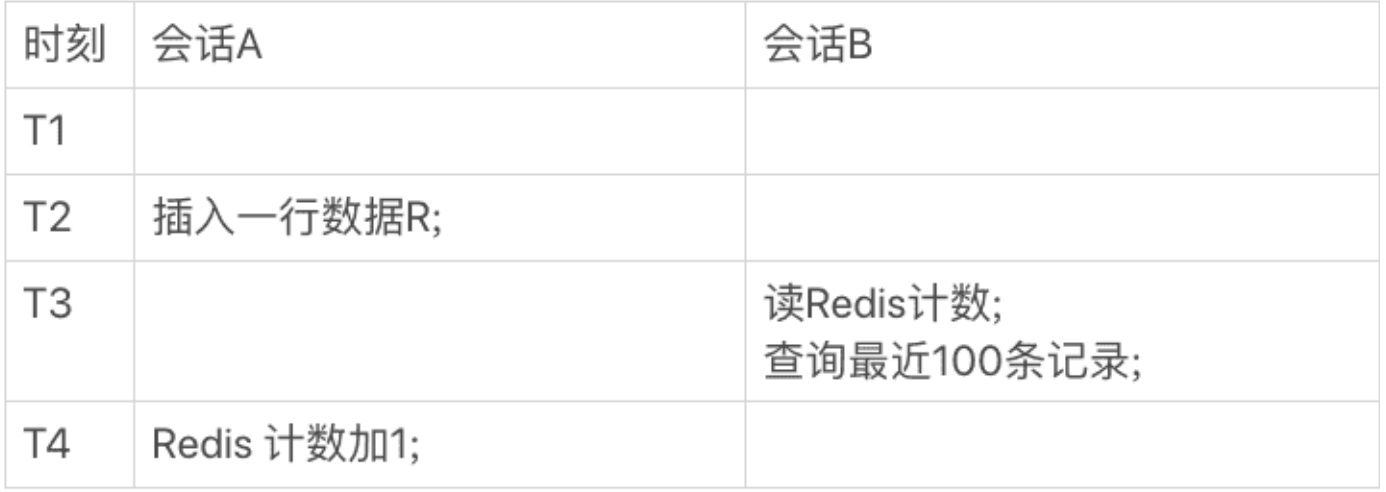 时刻 会话A 会话B
T1
T2 插入一行数据R;
T3 读Redis计数;
查询最近100条记录;
T4 Redis 计数加1;